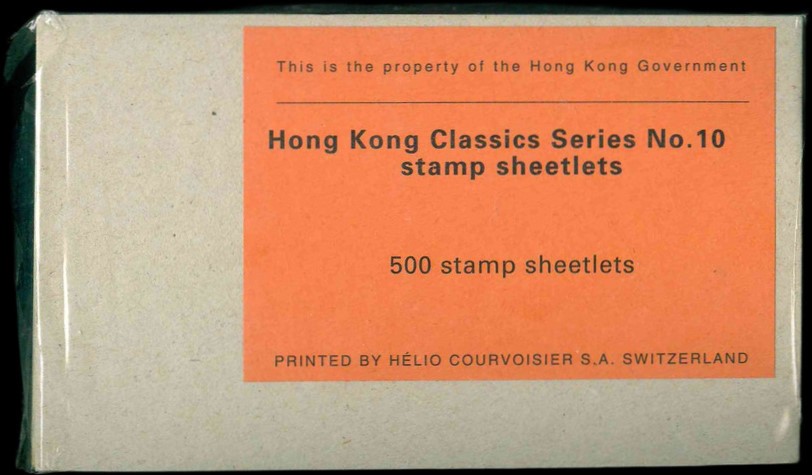 This is the property of the Hong Kong Government
Hong Kong Classics Series No.10
stamp sheetlets
500 stamp sheetlets
PRINTED BY HÉLIO COURVOISIER S.A. SWITZERLAND